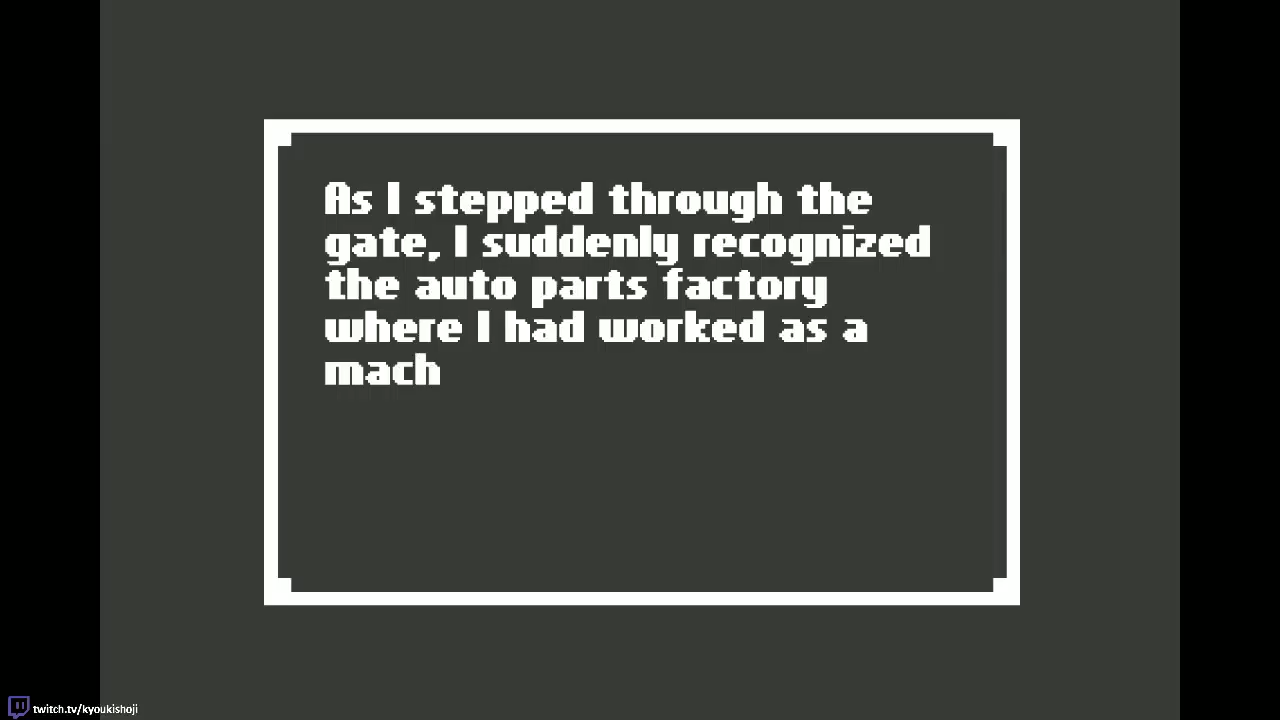 As I stepped through the
gate, I suddenly recognized
the auto parts factory
where I had worked as a
mach
twitch.tv/kyoukishoji